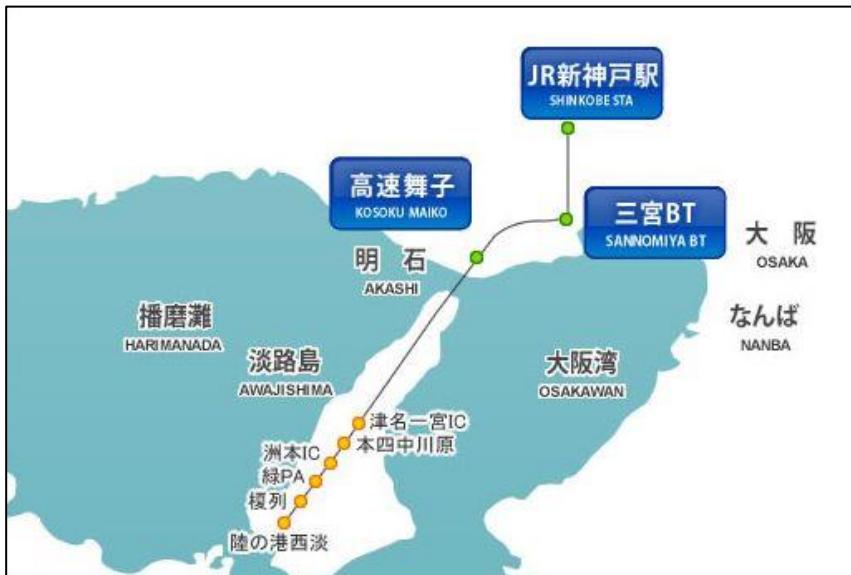 JR新神戸駅
SHINKOBE STA
高速舞子
KOSOKU MAIKO
三宮BT
SANNOMIYA BT
大 阪
OSAKA
明 石
AKASHI
播磨灘
HARIMANADA
なんば
NANBA
淡路島
AWAJISHIMA
大阪湾
OSAKAWAN
津名一宮IC
本四中川原
洲本IC
緑PA
榎列
陸の港西淡